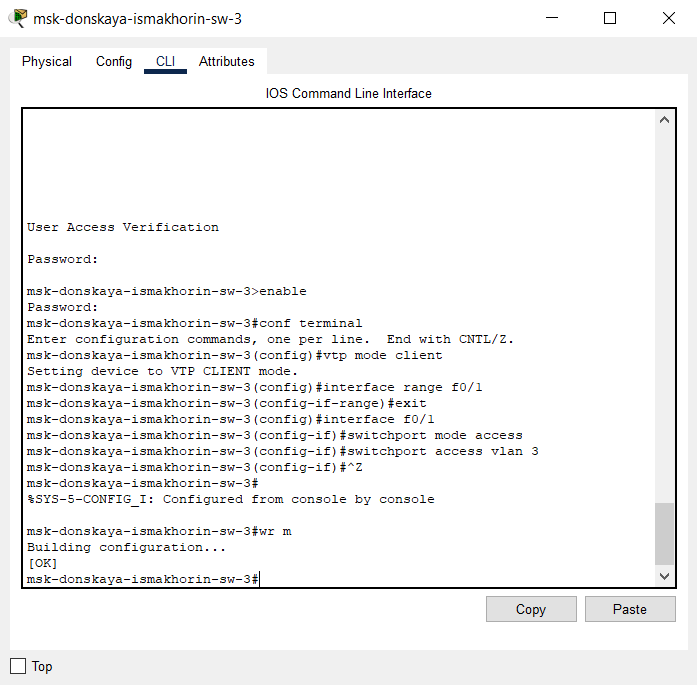 msk-donskaya-ismakhorin-sw-3
Physical Config CLI Attributes
IOS Command Line Interface
User Access Verification
Password:
msk-donskaya-ismakhorin-sw-3>enable
Password:
msk-donskaya-ismakhorin-sw-3#conf terminal
Enter configuration commands, one per line.  End with CNTL/Z.
msk-donskaya-ismakhorin-sw-3(config)#vtp mode client
Setting device to VTP CLIENT mode.
msk-donskaya-ismakhorin-sw-3(config)#interface range f0/1
msk-donskaya-ismakhorin-sw-3(config-if-range)#exit
msk-donskaya-ismakhorin-sw-3(config)#interface f0/1
msk-donskaya-ismakhorin-sw-3(config-if)#switchport mode access
msk-donskaya-ismakhorin-sw-3(config-if)#switchport access vlan 3
msk-donskaya-ismakhorin-sw-3(config-if)#^Z
msk-donskaya-ismakhorin-sw-3#
%SYS-5-CONFIG_I: Configured from console by console
msk-donskaya-ismakhorin-sw-3#wr m
Building configuration...
[OK]
msk-donskaya-ismakhorin-sw-3#
Copy Paste
Top